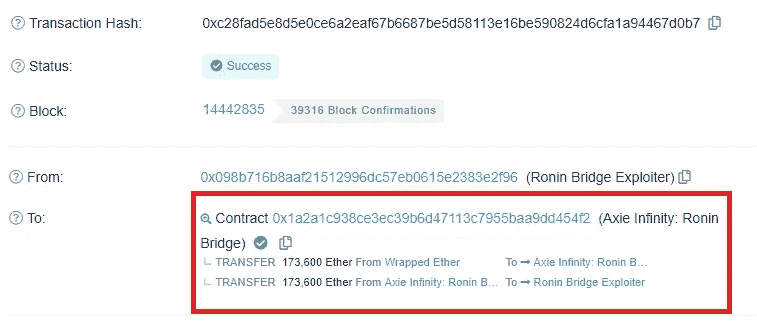 Transaction Hash: 0xc28fad5e8d5e0ce6a2eaf67b6687be5d58113e16be590824d6cfa1a94467d0b7
Status: Success
Block: 14442835 39316 Block Confirmations
From: 0x098b716b8aaf21512996dc57eb0615e2383e2f96 (Ronin Bridge Exploiter)
To: Contract 0x1a2a1c938ce3ec39b6d47113c7955baa9dd454f2 (Axie Infinity: Ronin
Bridge)
TRANSFER 173,600 Ether From Wrapped Ether To → Axie Infinity: Ronin B...
TRANSFER 173,600 Ether From Axie Infinity: Ronin B... To → Ronin Bridge Exploiter